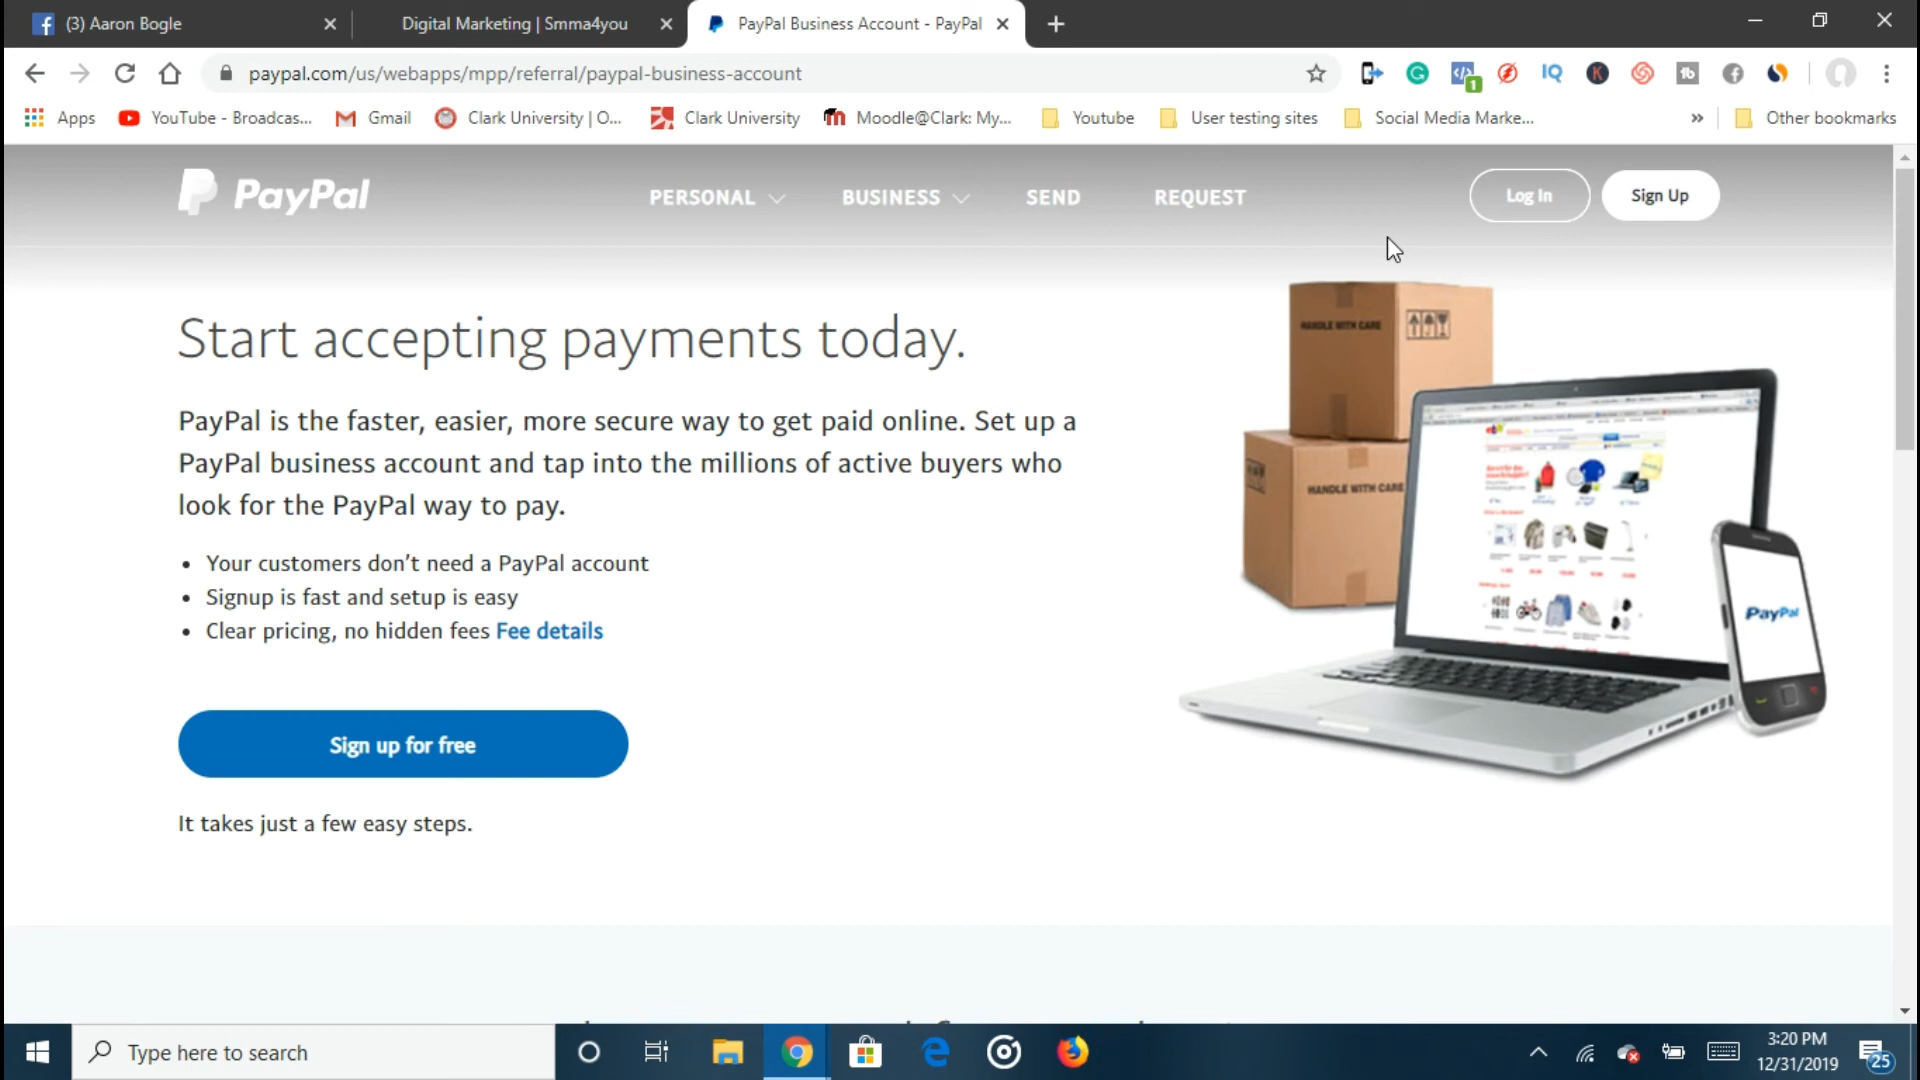 (3) Aaron Bogle
Digital Marketing | Smma4you
PayPal Business Account - PayPal
paypal.com/us/webapps/mpp/referral/paypal-business-account
1
IQ
K
Apps
YouTube - Broadcas...
Gmail
Clark University | O...
Clark University
Moodle@Clark: My...
Youtube
User testing sites
Social Media Marke...
»
Other bookmarks
PayPal
PERSONAL
BUSINESS
SEND
REQUEST
Log In
Sign Up
Start accepting payments today.
PayPal is the faster, easier, more secure way to get paid online. Set up a
PayPal business account and tap into the millions of active buyers who
look for the PayPal way to pay.
• Your customers don’t need a PayPal account
• Signup is fast and setup is easy
• Clear pricing, no hidden fees Fee details
Sign up for free
It takes just a few easy steps.
HANDLE WITH CARE
HANDLE WITH CARE
PayPal
Type here to search
3:20 PM
12/31/2019
25